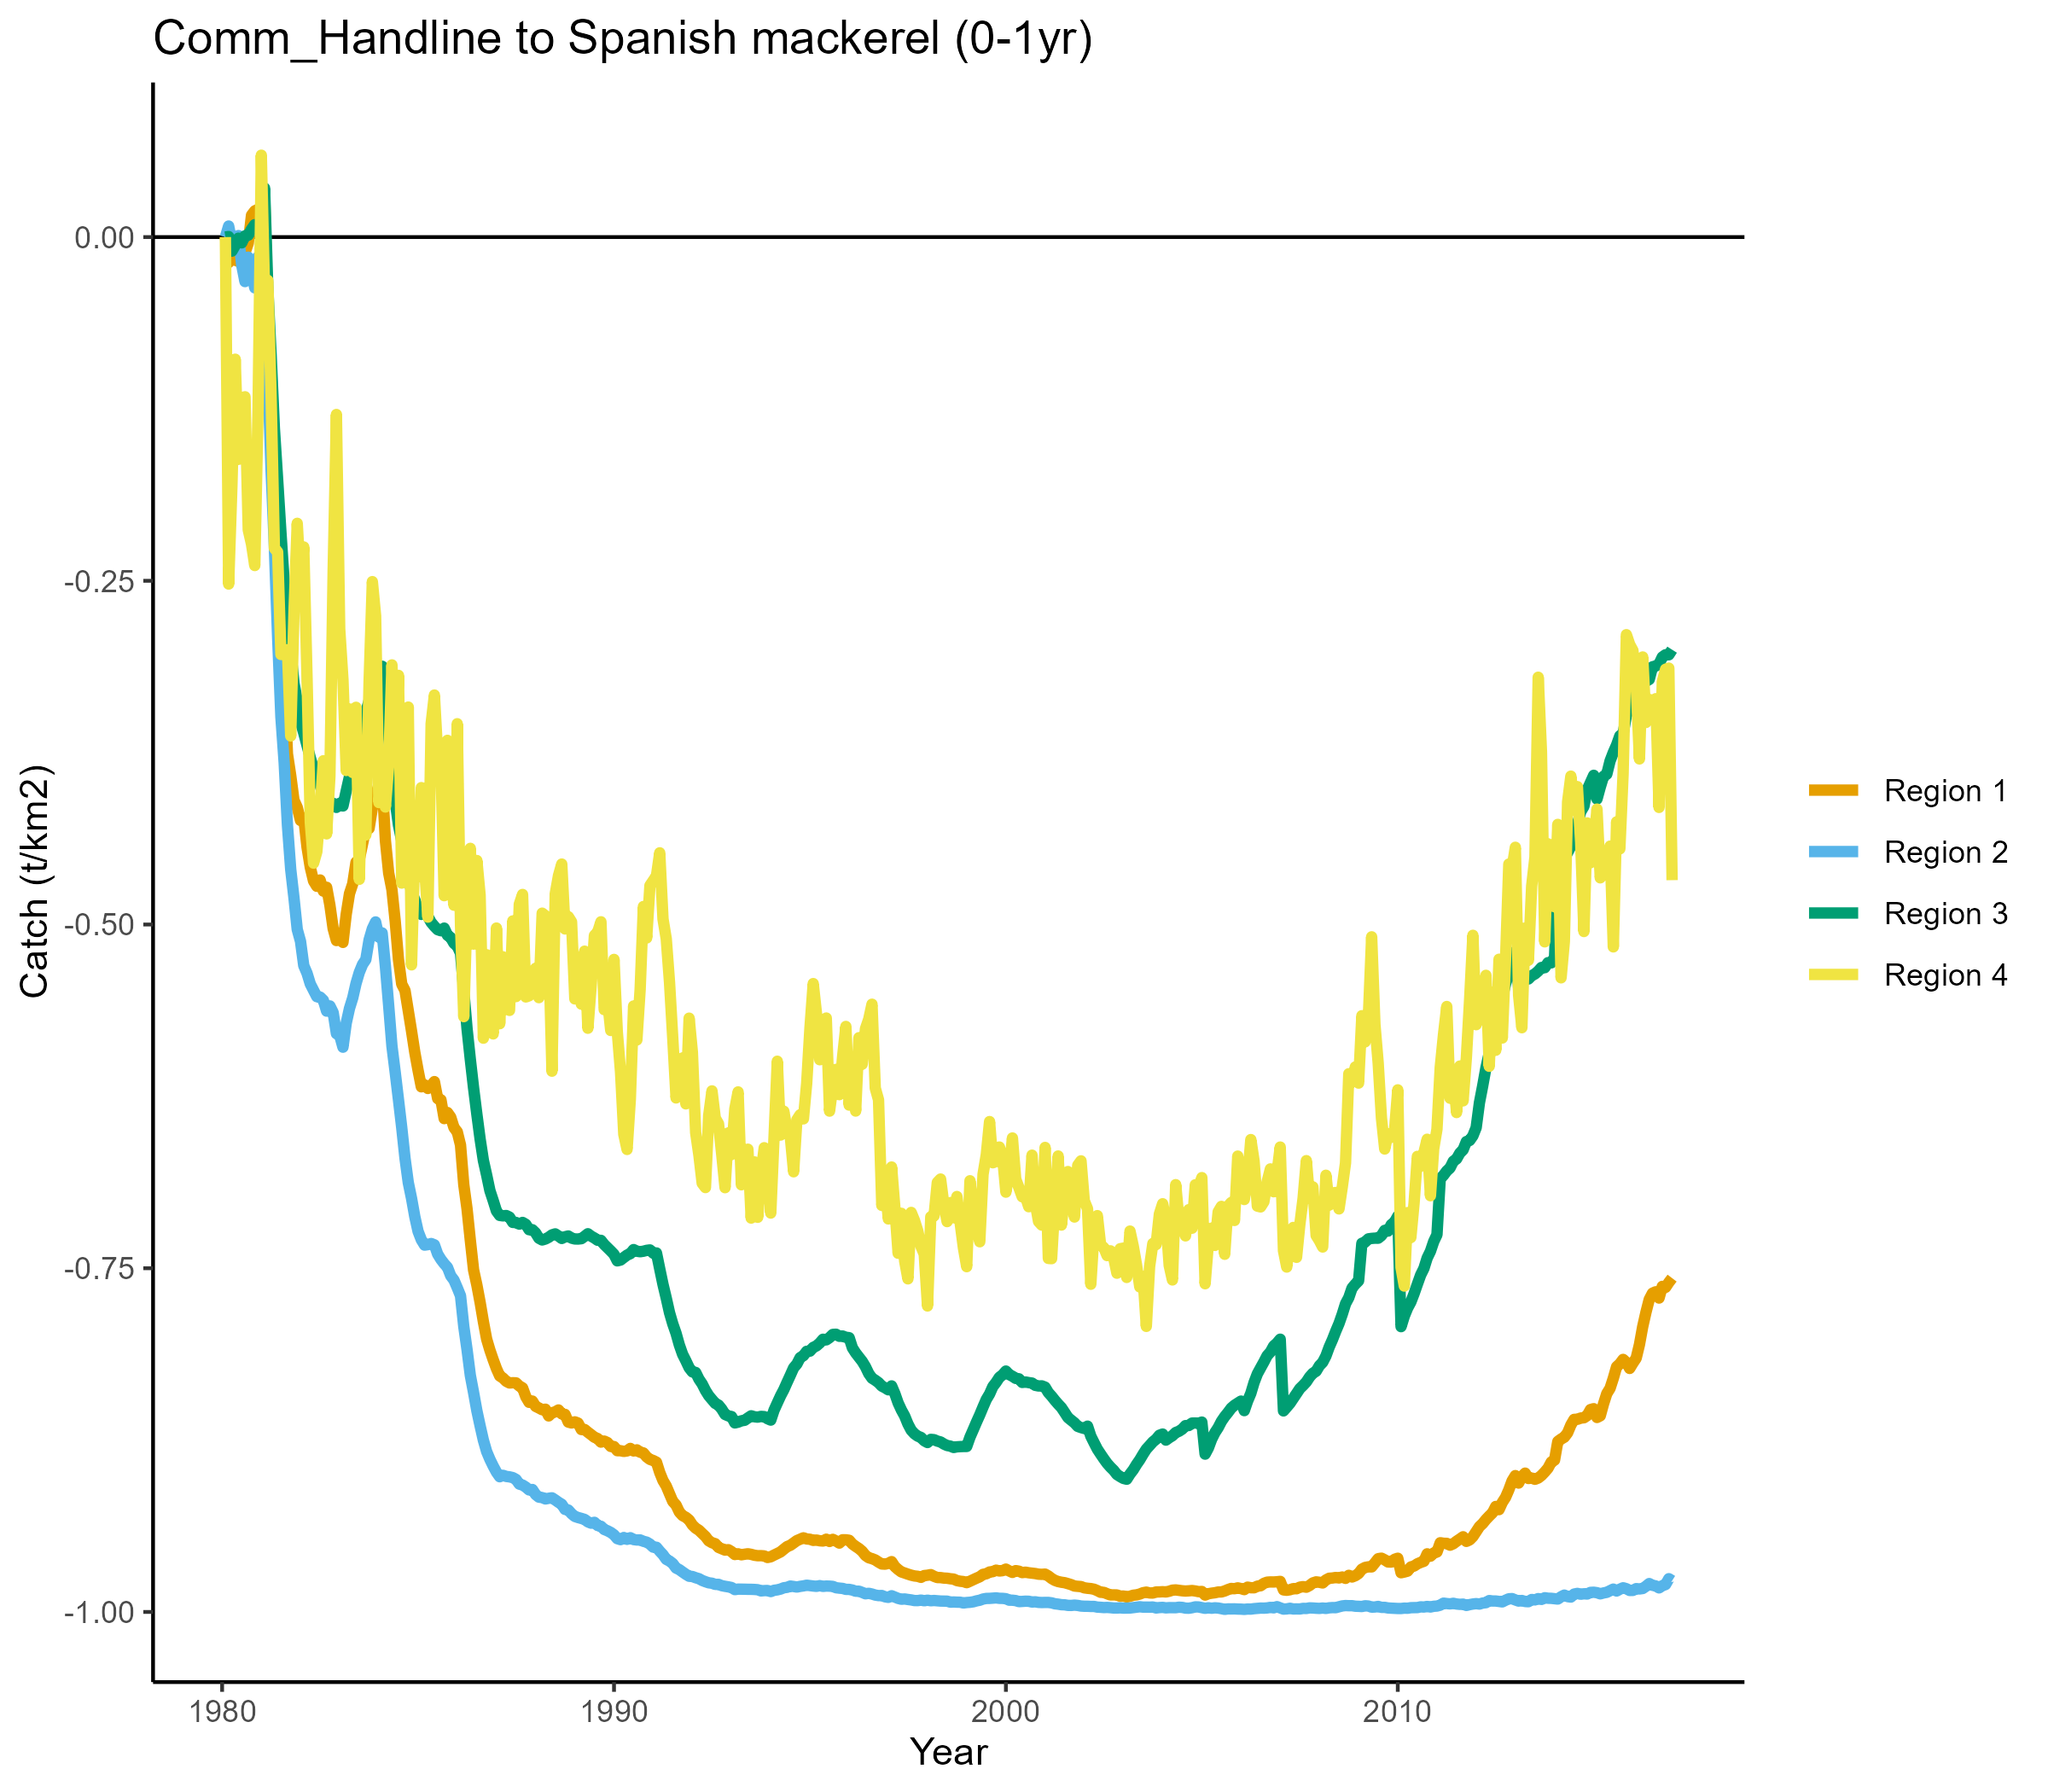 Comm_Handline to Spanish mackerel (0-1yr)
Catch (t/km2)
0.00
-0.25
-0.50
-0.75
-1.00
1980
1990
2000
2010
Year
Region 1
Region 2
Region 3
Region 4